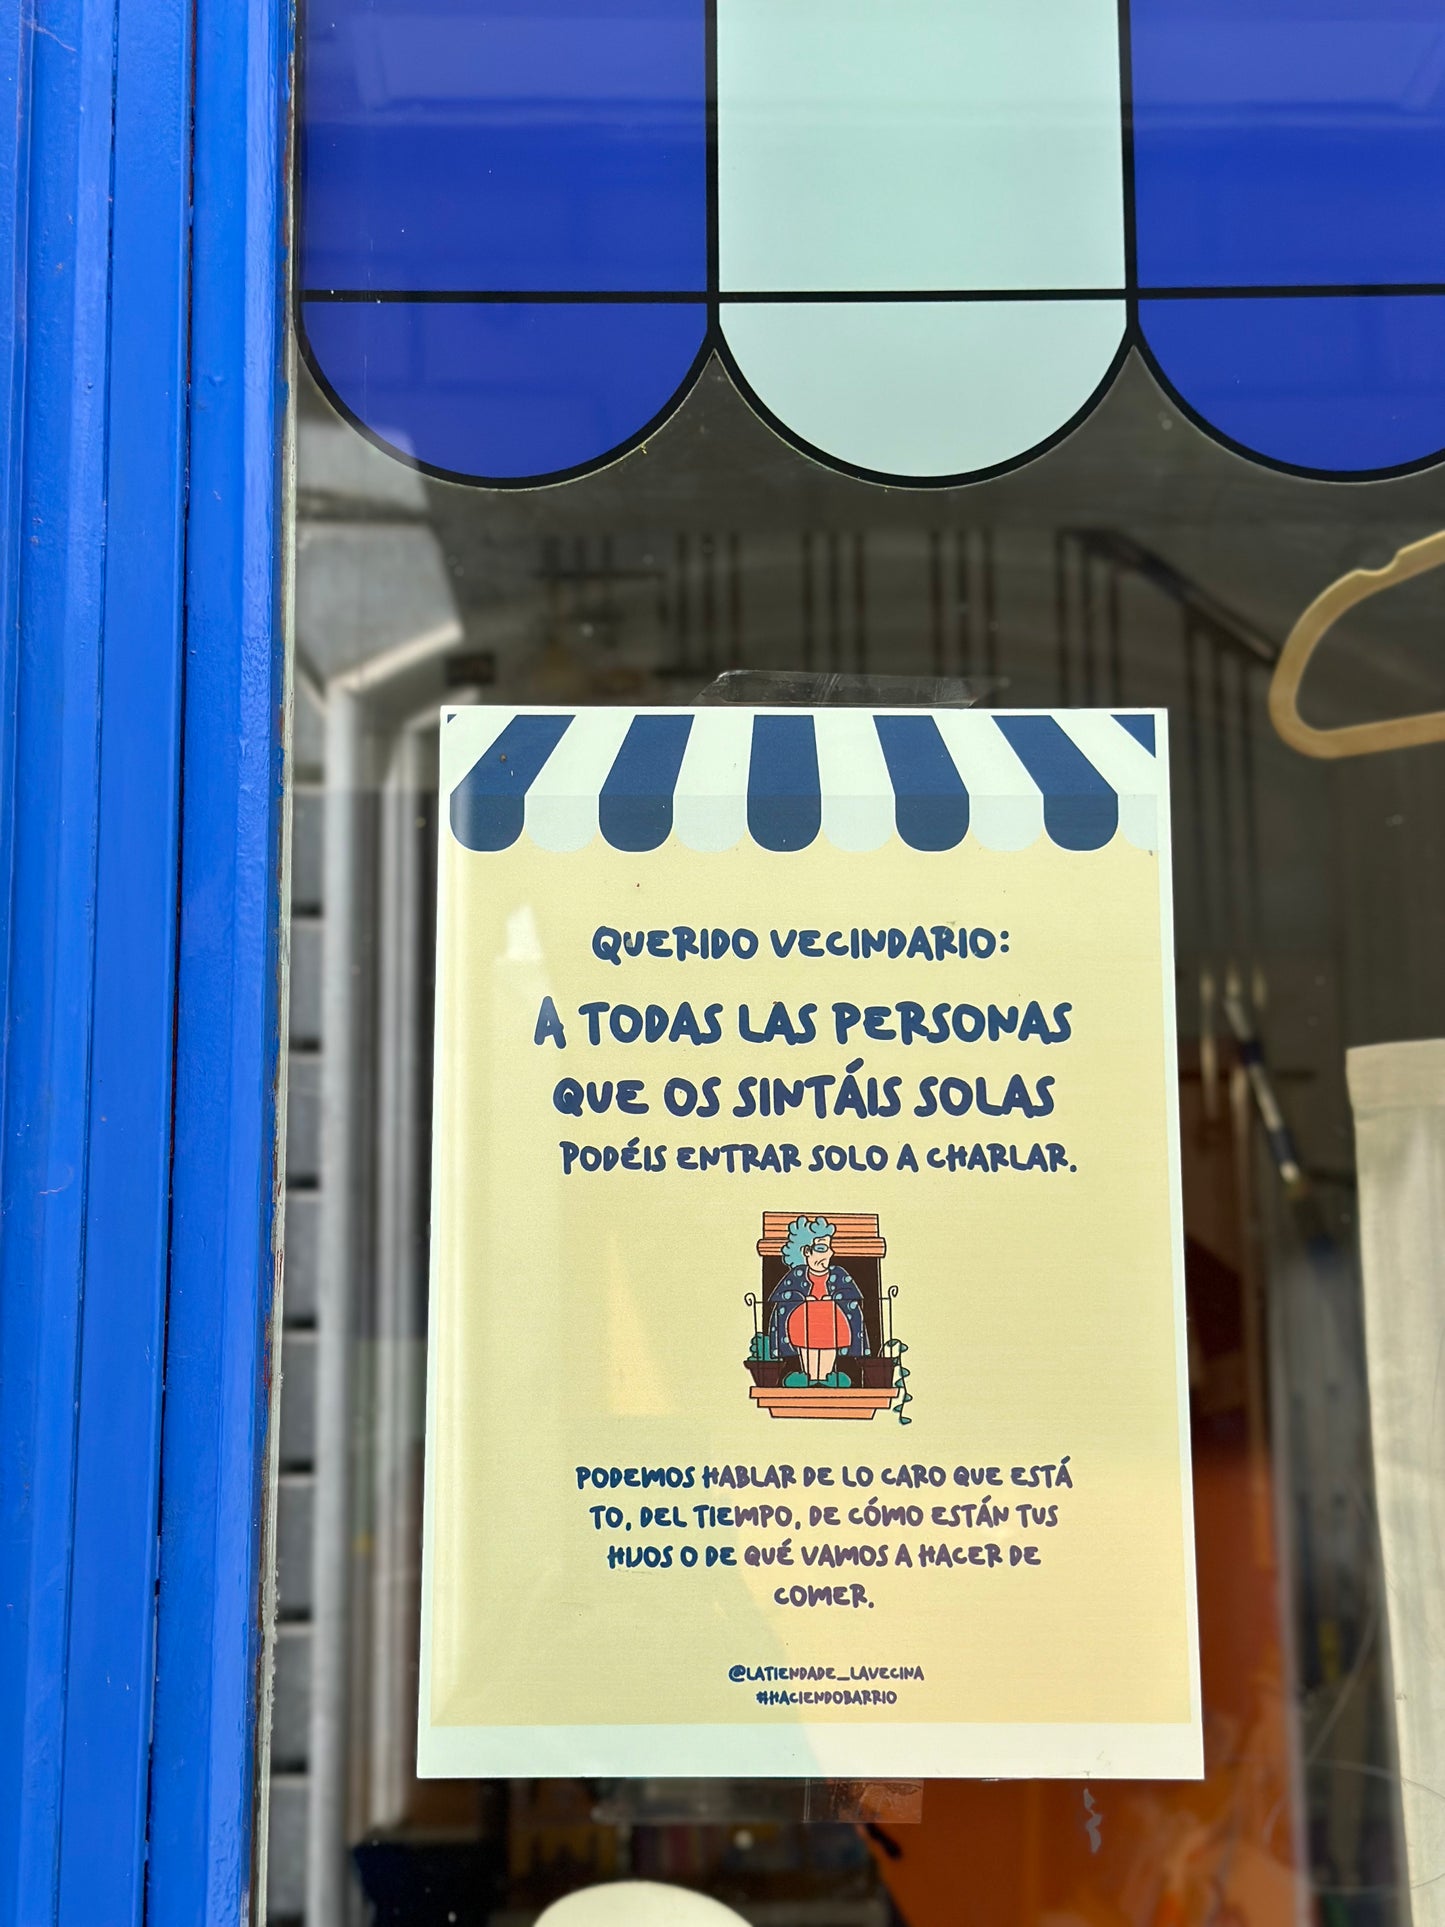 QUERIDO VECINDARIO:
A TODAS LAS PERSONAS
QUE OS SINTÁIS SOLAS
PODÉIS ENTRAR SOLO A CHARLAR.
PODEMOS HABLAR DE LO CARO QUE ESTÁ
TO, DEL TIEMPO, DE CÓMO ESTÁN TUS
HIJOS O DE QUÉ VAMOS A HACER DE
COMER.
@LATIENDADE_LAVECINA
#HACIENDOBARRIO